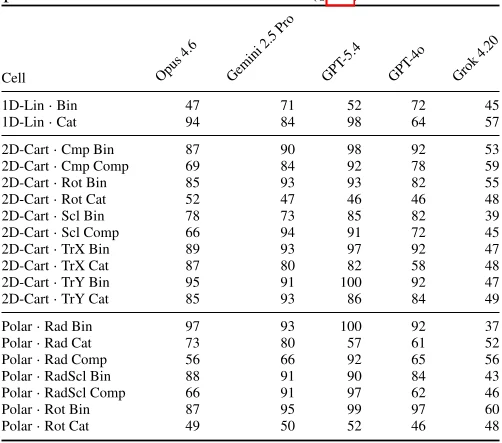 Cell Opus 4.6 Gemini 2.5 Pro GPT-5.4 GPT-4o Grok 4.20
1D-Lin · Bin 47 71 52 72 45
1D-Lin · Cat 94 84 98 64 57
2D-Cart · Cmp Bin 87 90 98 92 53
2D-Cart · Cmp Comp 69 84 92 78 59
2D-Cart · Rot Bin 85 93 93 82 55
2D-Cart · Rot Cat 52 47 46 46 48
2D-Cart · Scl Bin 78 73 85 82 39
2D-Cart · Scl Comp 66 94 91 72 45
2D-Cart · TrX Bin 89 93 97 92 47
2D-Cart · TrX Cat 87 80 82 58 48
2D-Cart · TrY Bin 95 91 100 92 47
2D-Cart · TrY Cat 85 93 86 84 49
Polar · Rad Bin 97 93 100 92 37
Polar · Rad Cat 73 80 57 61 52
Polar · Rad Comp 56 66 92 65 56
Polar · RadScl Bin 88 91 90 84 43
Polar · RadScl Comp 66 91 97 62 46
Polar · Rot Bin 87 95 99 97 60
Polar · Rot Cat 49 50 52 46 48